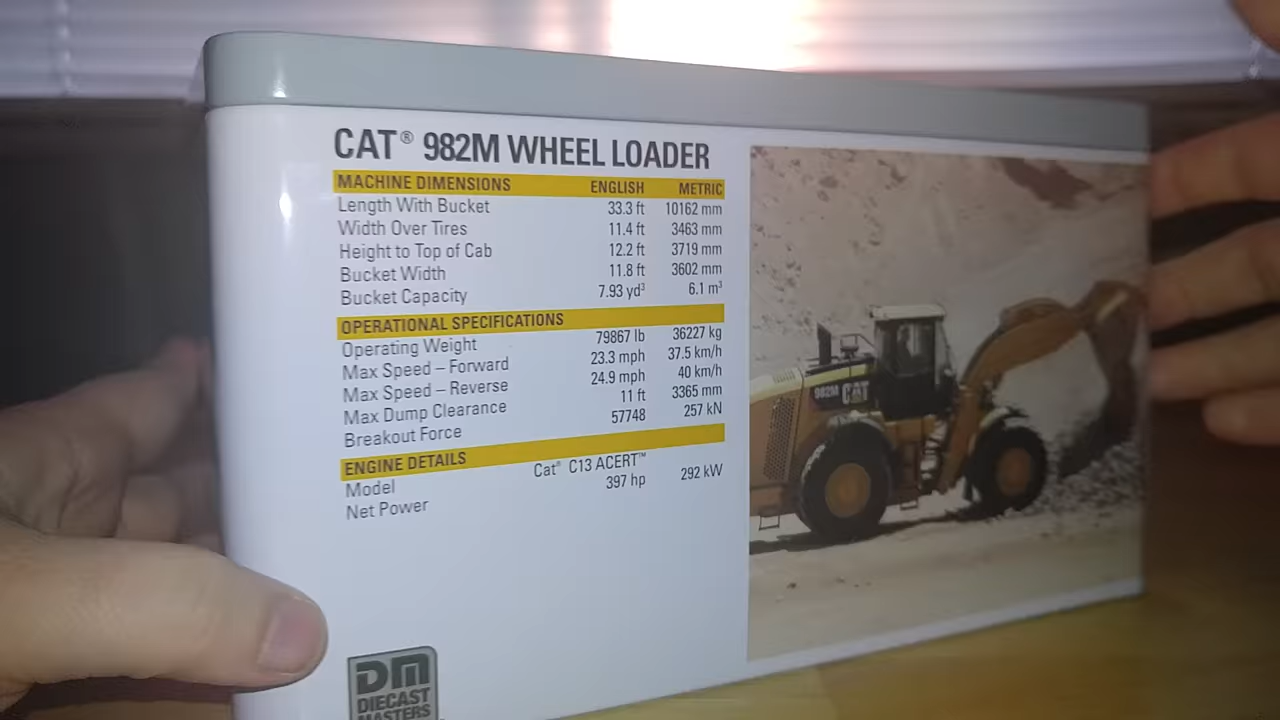 CAT® 982M WHEEL LOADER
MACHINE DIMENSIONS ENGLISH METRIC
Length With Bucket 33.3 ft 10162 mm
Width Over Tires 11.4 ft 3463 mm
Height to Top of Cab 12.2 ft 3719 mm
Bucket Width 11.8 ft 3602 mm
Bucket Capacity 7.93 yd³ 6.1 m³
OPERATIONAL SPECIFICATIONS
Operating Weight 79867 lb 36227 kg
Max Speed – Forward 23.3 mph 37.5 km/h
Max Speed – Reverse 24.9 mph 40 km/h
Max Dump Clearance 11 ft 3365 mm
Breakout Force 57748 257 kN
ENGINE DETAILS
Model Cat® C13 ACERT™
Net Power 397 hp 292 kW
982M CAT
DM
DIECAST
MASTERS